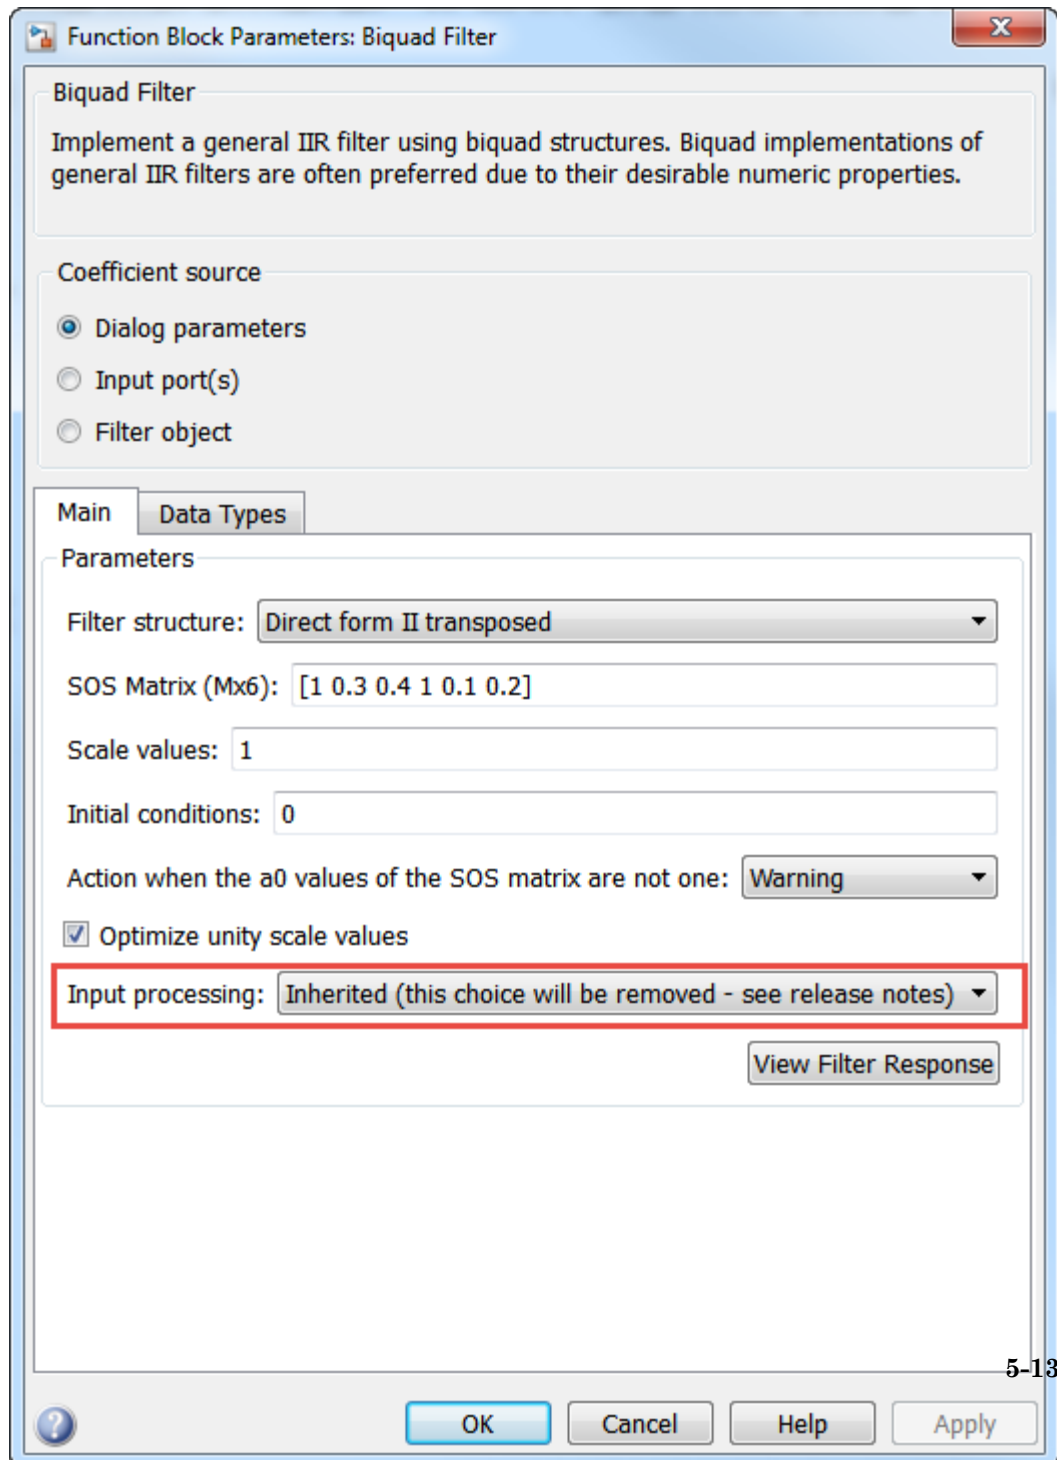 Function Block Parameters: Biquad Filter
Biquad Filter
Implement a general IIR filter using biquad structures. Biquad implementations of
general IIR filters are often preferred due to their desirable numeric properties.
Coefficient source
Dialog parameters
Input port(s)
Filter object
Main Data Types
Parameters
Filter structure: Direct form II transposed
SOS Matrix (Mx6): [1 0.3 0.4 1 0.1 0.2]
Scale values: 1
Initial conditions: 0
Action when the a0 values of the SOS matrix are not one: Warning
Optimize unity scale values
Input processing: Inherited (this choice will be removed - see release notes)
View Filter Response
5-13
OK Cancel Help Apply